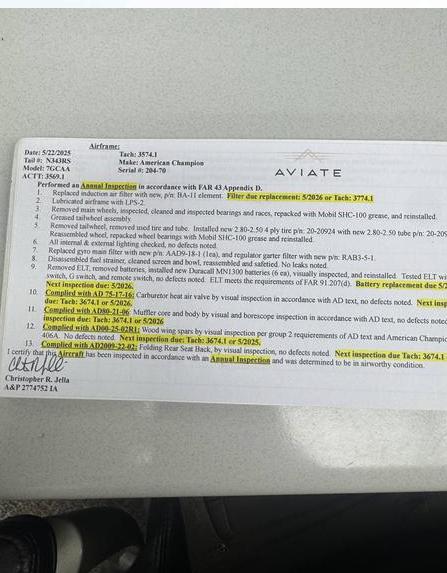 Airframe:
Date: 5/22/2025 Tach: 3574.1
Tail #: N343RS Make: American Champion
Model: 7GCAA Serial #: 204-70
ACTT: 3569.1
AVIATE
Performed an Annual Inspection in accordance with FAR 43 Appendix D.
1. Replaced induction air filter with new, p/n: BA-11 element. Filter due replacement: 5/2026 or Tach: 3774.1
2. Lubricated airframe with LPS-2.
3. Removed main wheels, inspected, cleaned and inspected bearings and races, repacked with Mobil SHC-100 grease, and reinstalled.
4. Greased tailwheel assembly.
5. Removed tailwheel, removed used tire and tube. Installed new 2.80-2.50 4 ply tire p/n: 20-20924 with new 2.80-2.50 tube p/n:
Reassembled wheel, repacked wheel bearings with Mobil SHC-100 grease and reinstalled.
6. All internal & external lighting checked, no defects noted.
7. Replaced gyro main filter p/n: AAD9-18-1 (1ea), and regulator garter filter p/n: RAB3-5-1.
8. Disassembled fuel strainer, cleaned screen and bowl, reassembled and safetied. No leaks noted.
9. Removed ELT, removed batteries, installed new Duracell MN1300 batteries (6 ea), visually inspected, and reinstalled. Tested ELT
switch, G switch, and remote switch, no defects noted. ELT meets the requirements of FAR 91.207(d). Battery replacement due
Next inspection due: 5/2026.
10. Complied with AD 75-17-16: Carburetor heat air valve by visual inspection in accordance with AD text, no defects noted. Next
due: Tach: 3674.1 or 5/2026.
11. Complied with AD80-21-06: Muffler core and body by visual and borescope inspection in accordance with AD text, no defects
inspection due: Tach: 3674.1 or 5/2026
12. Complied with AD00-25-02R1: Wood wing spars by visual inspection per group 2 requirements of AD text and American
406A. No defects noted. Next inspection due: Tach: 3674.1 or 5/2025.
13. Complied with AD2009-22-02: Folding Rear Seat Back, by visual inspection, no defects noted. Next inspection due: Tach: 3674.1
I certify that this Aircraft has been inspected in accordance with an Annual Inspection and was determined to be in airworthy condition.
Christopher R. Jella
A&P 2774752 IA